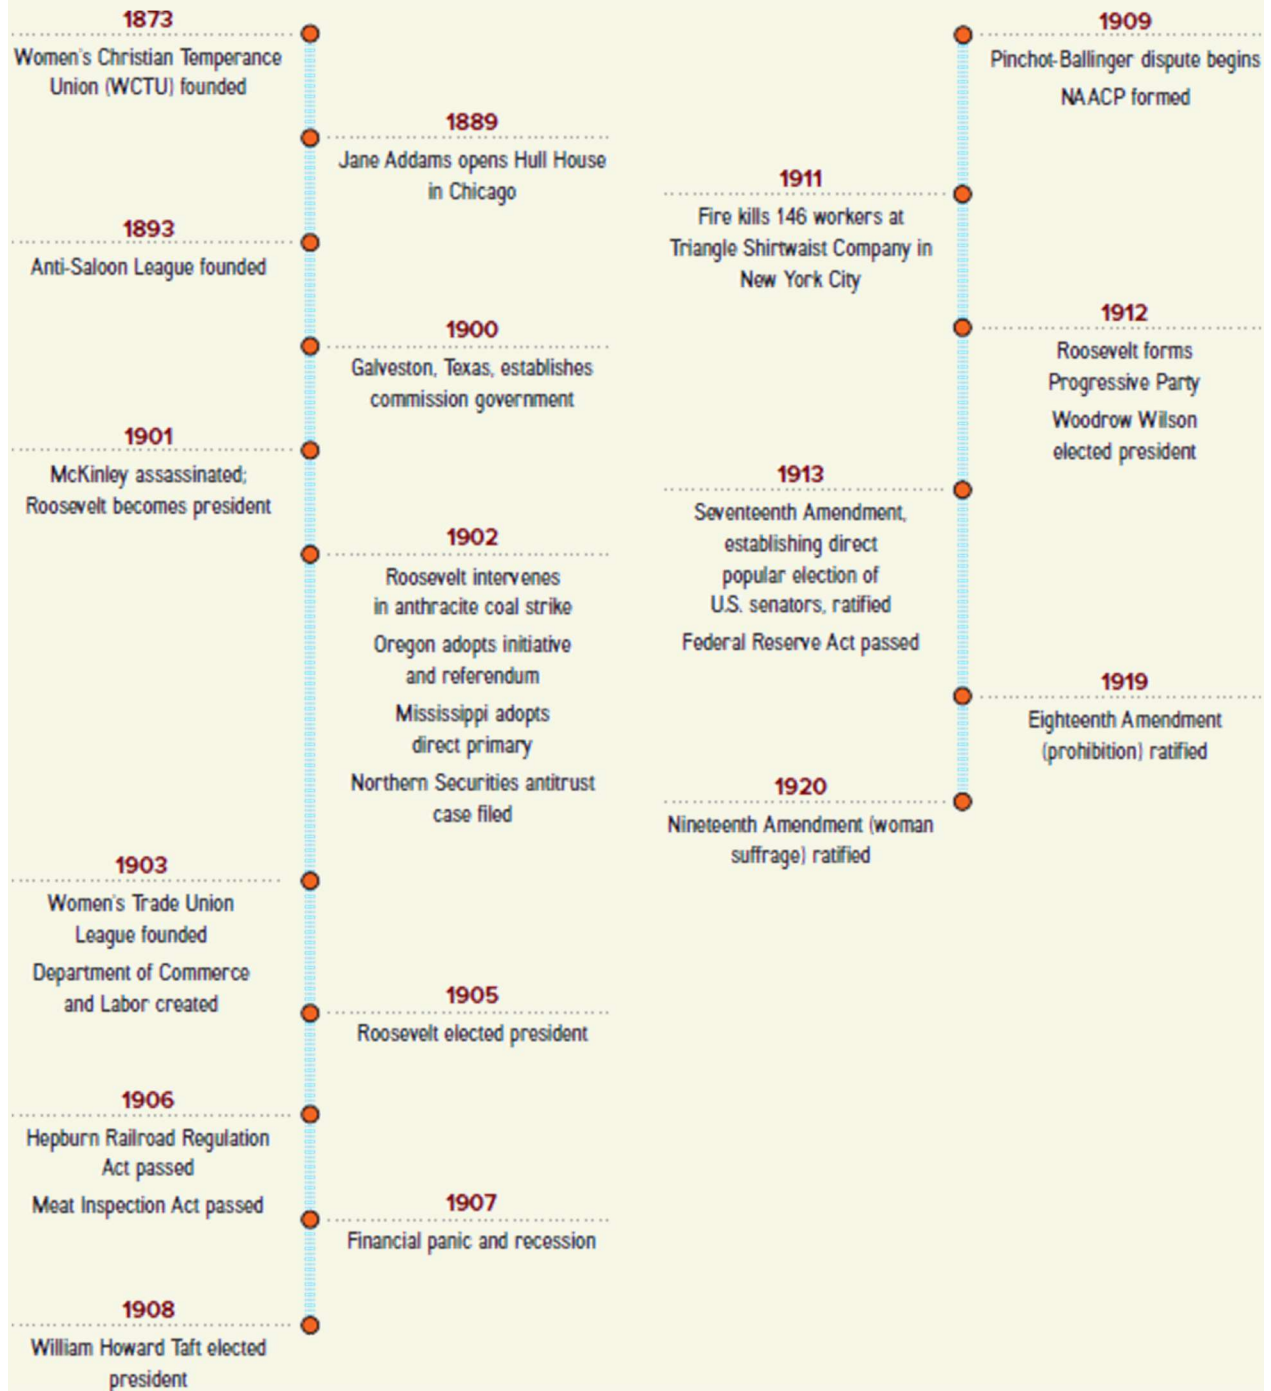 1873
Women's Christian Temperance
Union (WCTU) founded
1889
Jane Addams opens Hull House
in Chicago
1893
Anti-Saloon League founded
1900
Galveston, Texas, establishes
commission government
1901
McKinley assassinated;
Roosevelt becomes president
1902
Roosevelt intervenes
in anthracite coal strike
Oregon adopts initiative
and referendum
Mississippi adopts
direct primary
Northern Securities antitrust
case filed
1903
Women's Trade Union
League founded
Department of Commerce
and Labor created
1905
Roosevelt elected president
1906
Hepburn Railroad Regulation
Act passed
Meat Inspection Act passed
1907
Financial panic and recession
1908
William Howard Taft elected
president
1909
Pinchot-Ballinger dispute begins
NAACP formed
1911
Fire kills 146 workers at
Triangle Shirtwaist Company in
New York City
1912
Roosevelt forms
Progressive Party
Woodrow Wilson
elected president
1913
Seventeenth Amendment,
establishing direct
popular election of
U.S. senators, ratified
Federal Reserve Act passed
1919
Eighteenth Amendment
(prohibition) ratified
1920
Nineteenth Amendment (woman
suffrage) ratified